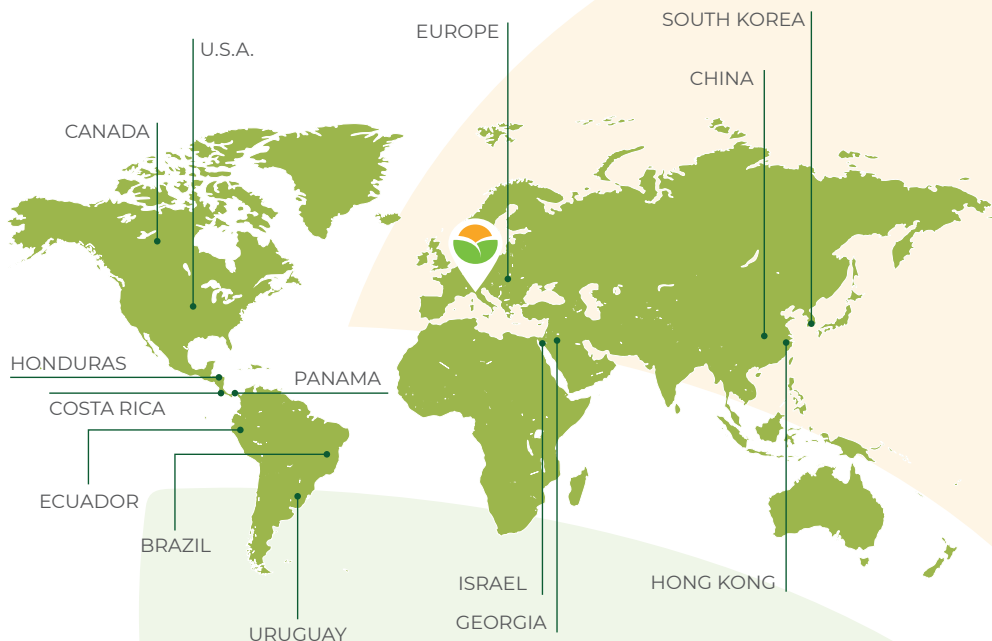 SOUTH KOREA
EUROPE
U.S.A.
CHINA
CANADA
HONDURAS
PANAMA
COSTA RICA
ECUADOR
BRAZIL
ISRAEL
HONG KONG
GEORGIA
URUGUAY